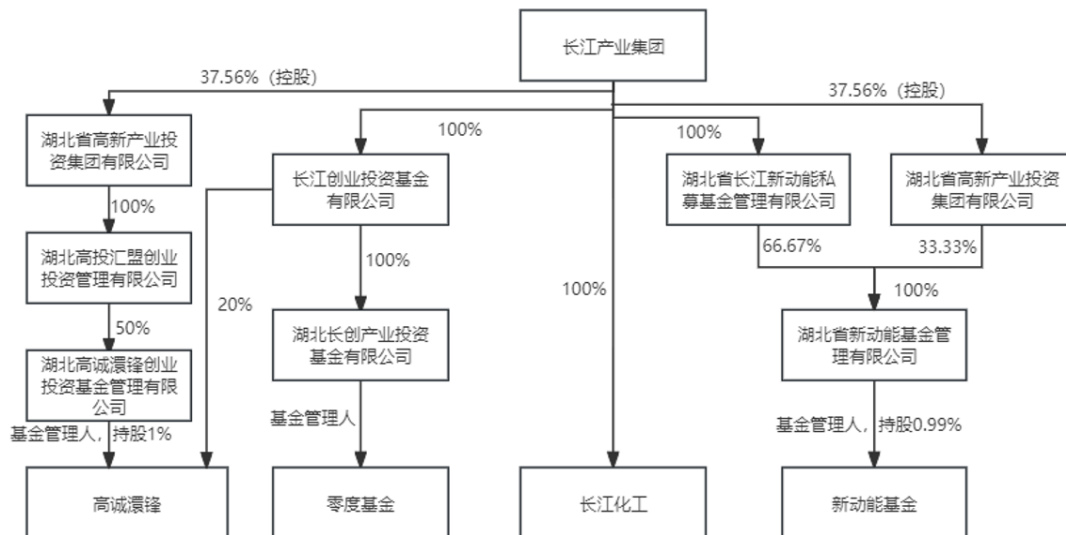 长江产业集团
37.56%（控股）
37.56%（控股）
100%
100%
湖北省高新产业投
资集团有限公司
长江创业投资基金
有限公司
湖北省长江新动能私
募基金管理有限公司
湖北省高新产业投资
集团有限公司
100%
66.67%
33.33%
湖北高投汇盟创业
投资管理有限公司
100%
100%
20%
100%
50%
湖北长创产业投资
基金有限公司
湖北省新动能基金管
理有限公司
湖北高诚澴锋创业
投资基金管理有限
公司
基金管理人，持股1%
基金管理人
基金管理人，持股0.99%
高诚澴锋
零度基金
长江化工
新动能基金